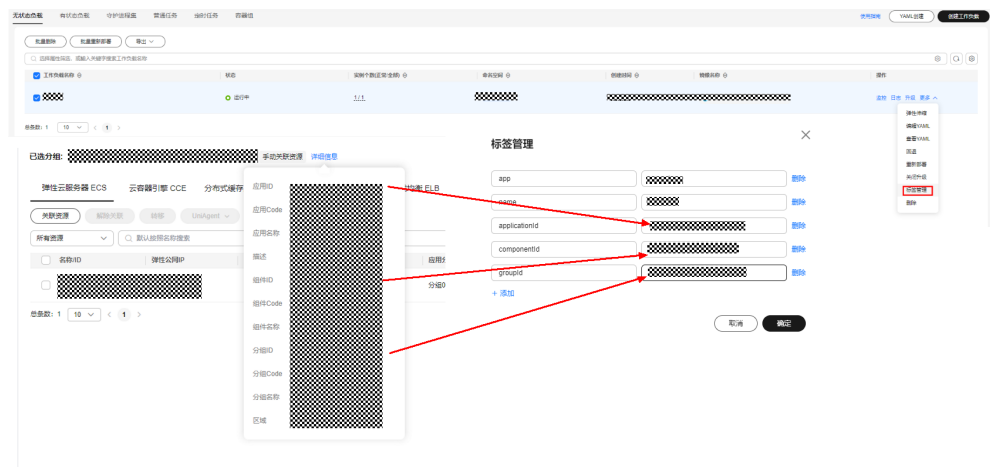 无状态负载 有状态负载 守护进程集 普通任务 定时任务 容器组
使用指南 YAML创建 创建工作负载
批量删除 批量重新部署 导出
选择属性筛选，或输入关键字搜索工作负载名称
工作负载名称 状态 实例个数(正常/全部) 命名空间 创建时间 镜像名称 操作
运行中 1/1 监控 日志 升级 更多
总条数: 1 10 1
弹性伸缩
编辑YAML
查看YAML
回退
重新部署
关闭升级
标签管理
删除
已选分组: 手动关联资源 详细信息
弹性云服务器 ECS 云容器引擎 CCE 分布式缓存 均衡 ELB
关联资源 解除关联 转移 UniAgent
所有资源 默认按照名称搜索
名称/ID 弹性公网IP 应用分
分组0
总条数: 1 10 1
应用ID
应用Code
应用名称
描述
组件ID
组件Code
组件名称
分组ID
分组Code
分组名称
区域
标签管理
app 删除
name 删除
applicationId 删除
componentId 删除
groupId 删除
+ 添加
取消 确定